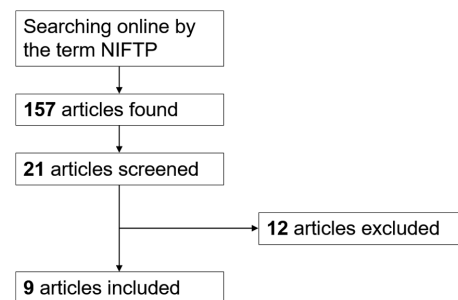 Searching online by
the term NIFTP
157 articles found
21 articles screened
12 articles excluded
9 articles included